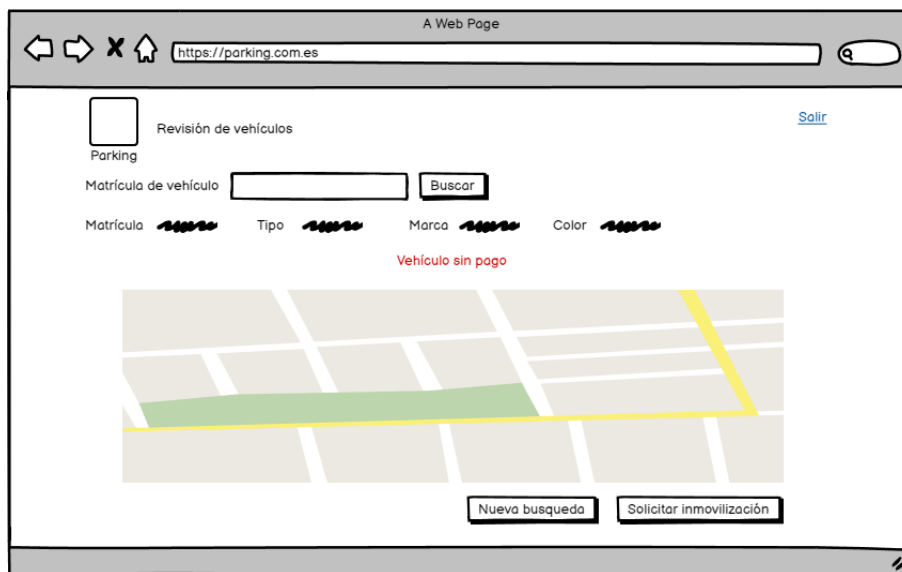 A Web Page
https://parking.com.es
Revisión de vehículos
Salir
Parking
Matrícula de vehículo Buscar
Matrícula Tipo Marca Color
Vehículo sin pago
Nueva busqueda Solicitar inmovilización